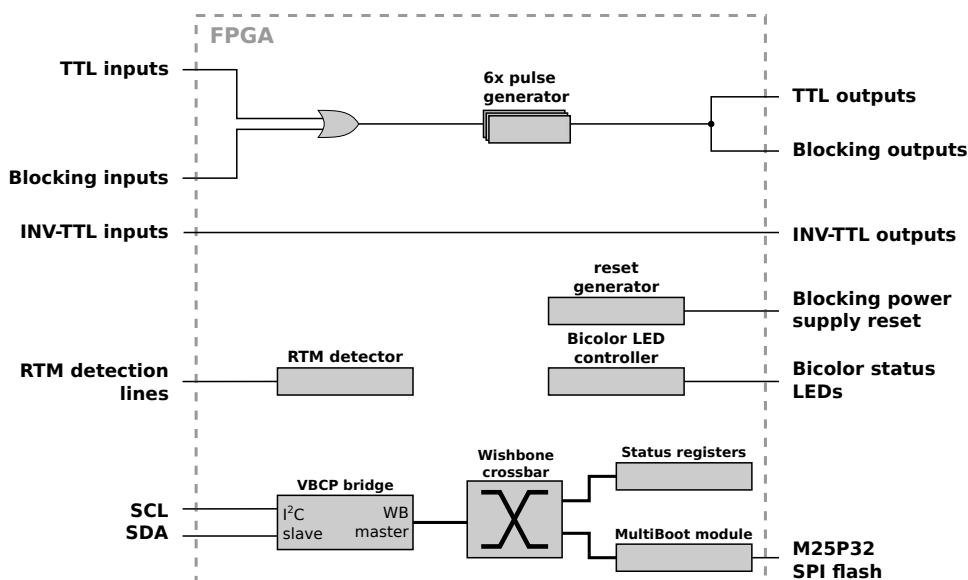 FPGA
TTL inputs
6x pulse
generator
TTL outputs
Blocking outputs
Blocking inputs
INV-TTL inputs
INV-TTL outputs
reset
generator
Blocking power
supply reset
Bicolor LED
controller
RTM detector
RTM detection
lines
Bicolor status
LEDs
Status registers
Wishbone
crossbar
VBCP bridge
SCL
SDA
I²C
slave
WB
master
MultiBoot module
M25P32
SPI flash